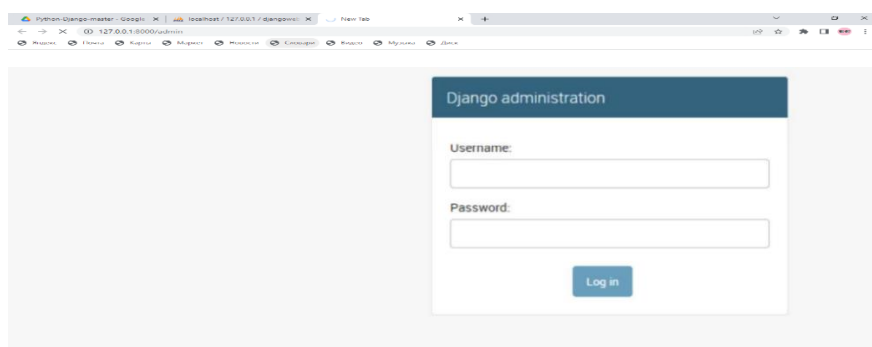 Python-Django-master - Google localhost / 127.0.0.1 / djangowe New Tab
127.0.0.1:8000/admin
Яндекс Почта Карты Маркет Новости Словари Видео Музыка Диск
Django administration
Username:
Password:
Log in